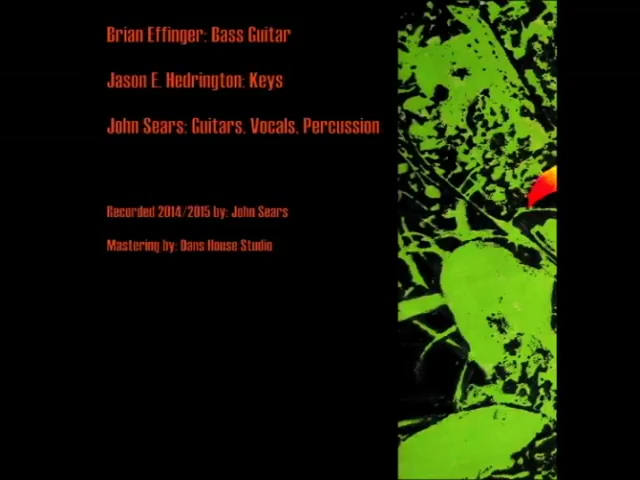 Brian Effinger: Bass Guitar
Jason E. Hedrington: Keys
John Sears: Guitars, Vocals, Percussion
Recorded 2014/2015 by: John Sears
Mastering by: Dans House Studio